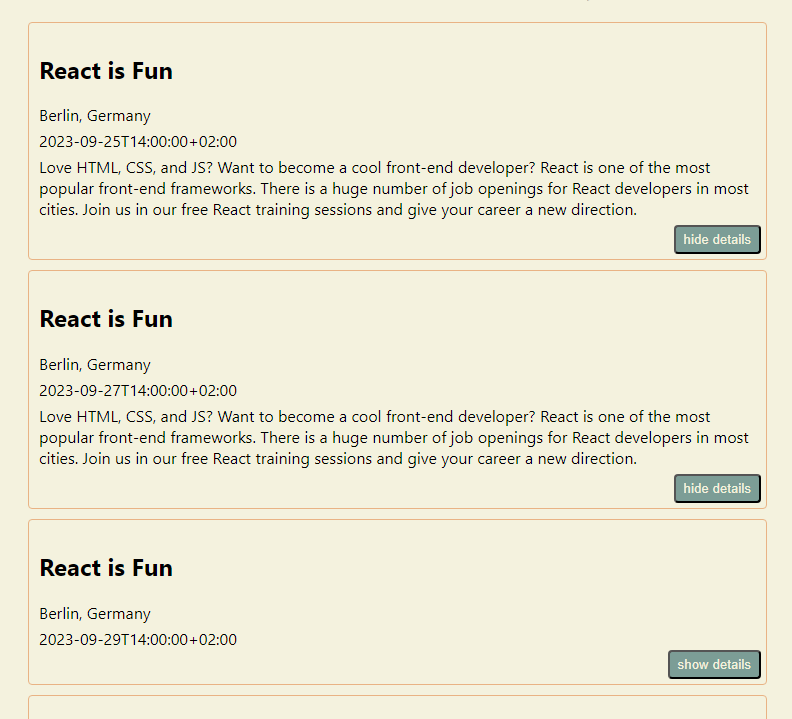 React is Fun
Berlin, Germany
2023-09-25T14:00:00+02:00
Love HTML, CSS, and JS? Want to become a cool front-end developer? React is one of the most
popular front-end frameworks. There is a huge number of job openings for React developers in most
cities. Join us in our free React training sessions and give your career a new direction.
hide details
React is Fun
Berlin, Germany
2023-09-27T14:00:00+02:00
Love HTML, CSS, and JS? Want to become a cool front-end developer? React is one of the most
popular front-end frameworks. There is a huge number of job openings for React developers in most
cities. Join us in our free React training sessions and give your career a new direction.
hide details
React is Fun
Berlin, Germany
2023-09-29T14:00:00+02:00
show details